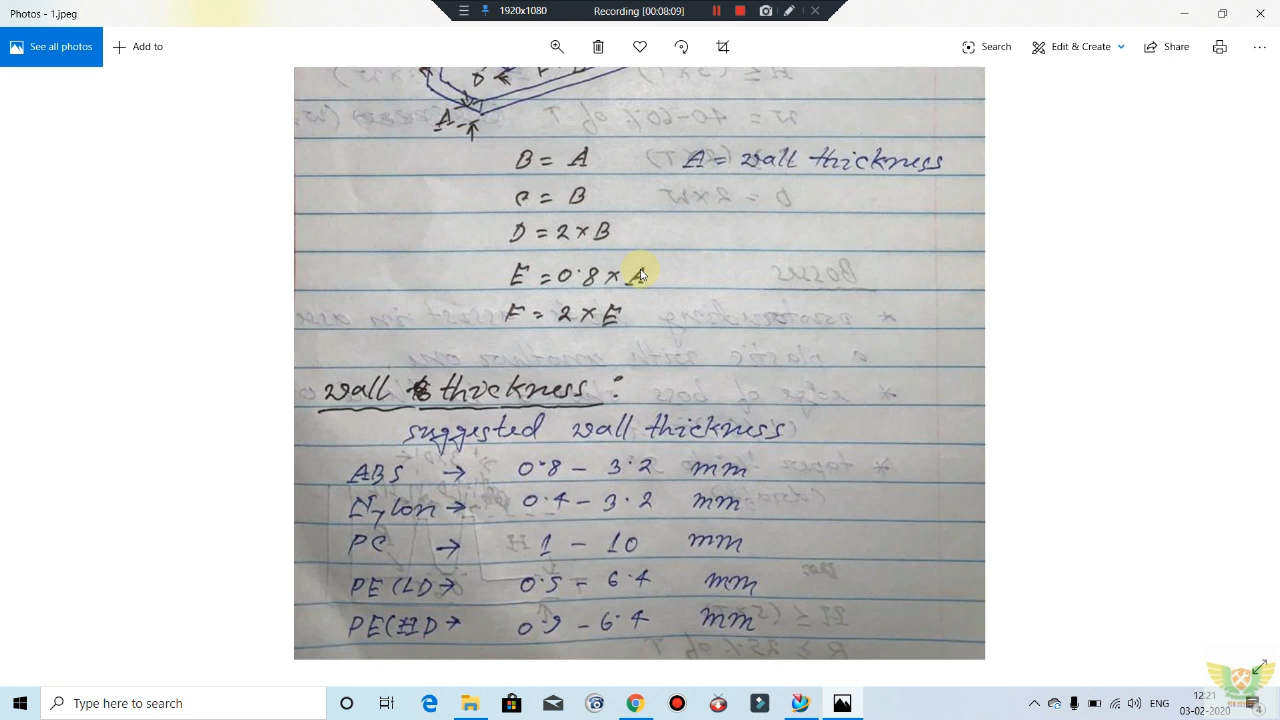 Photos - 1.jpeg
1920x1080
Recording [00:08:09]
See all photos
Add to
Search
Edit & Create
Share
A
B = A
A = wall thickness
C = B
D = 2 x B
E = 0.8 x A
F = 2 x E
wall thickness :
suggested wall thickness
ABS → 0.8 - 3.2 mm
Nylon → 0.4 - 3.2 mm
PC → 1 - 10 mm
PE(LD → 0.5 - 6.4 mm
PE(HD → 0.9 - 6.4 mm
Type here to search
ENG
12:21
03-02-2020